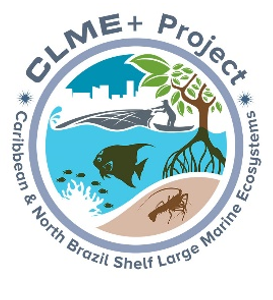 CLME+ Project
Caribbean & North Brazil Shelf Large Marine Ecosystems